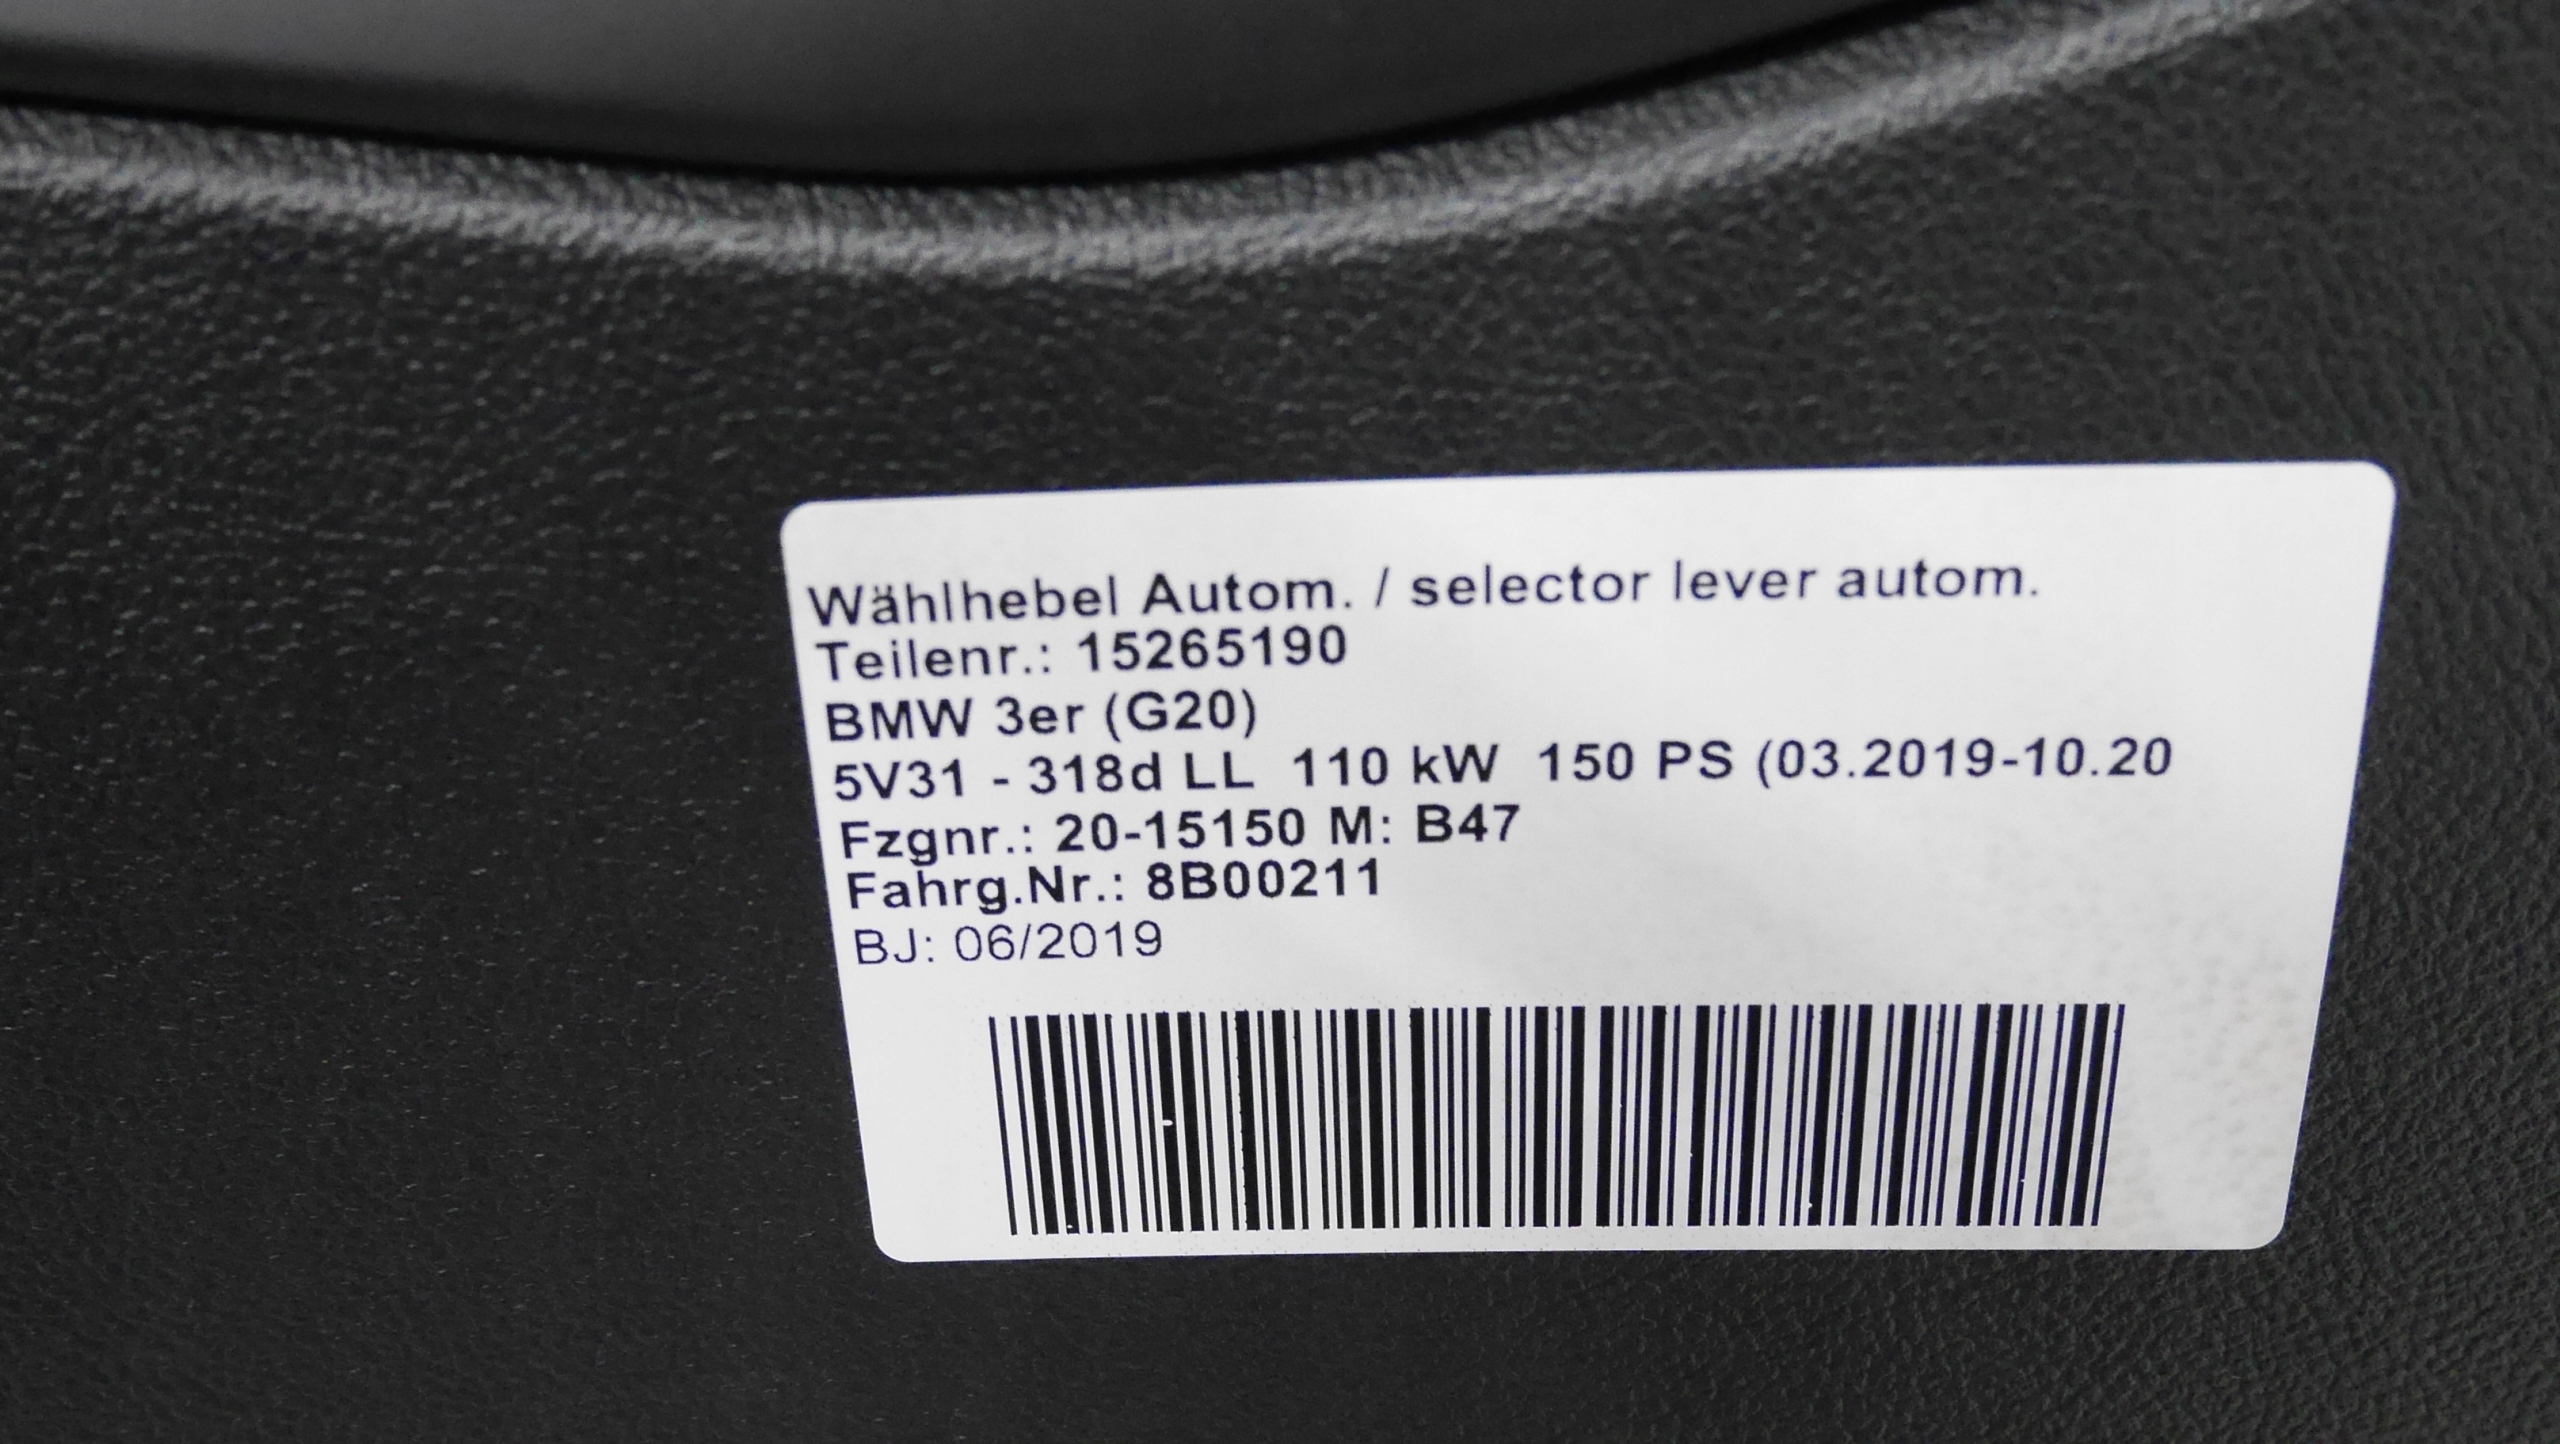 Wählhebel Autom. / selector lever autom.
Teilenr.: 15265190
BMW 3er (G20)
5V31 - 318d LL 110 kW 150 PS (03.2019-10.20
Fzgnr.: 20-15150 M: B47
Fahrg.Nr.: 8B00211
BJ: 06/2019